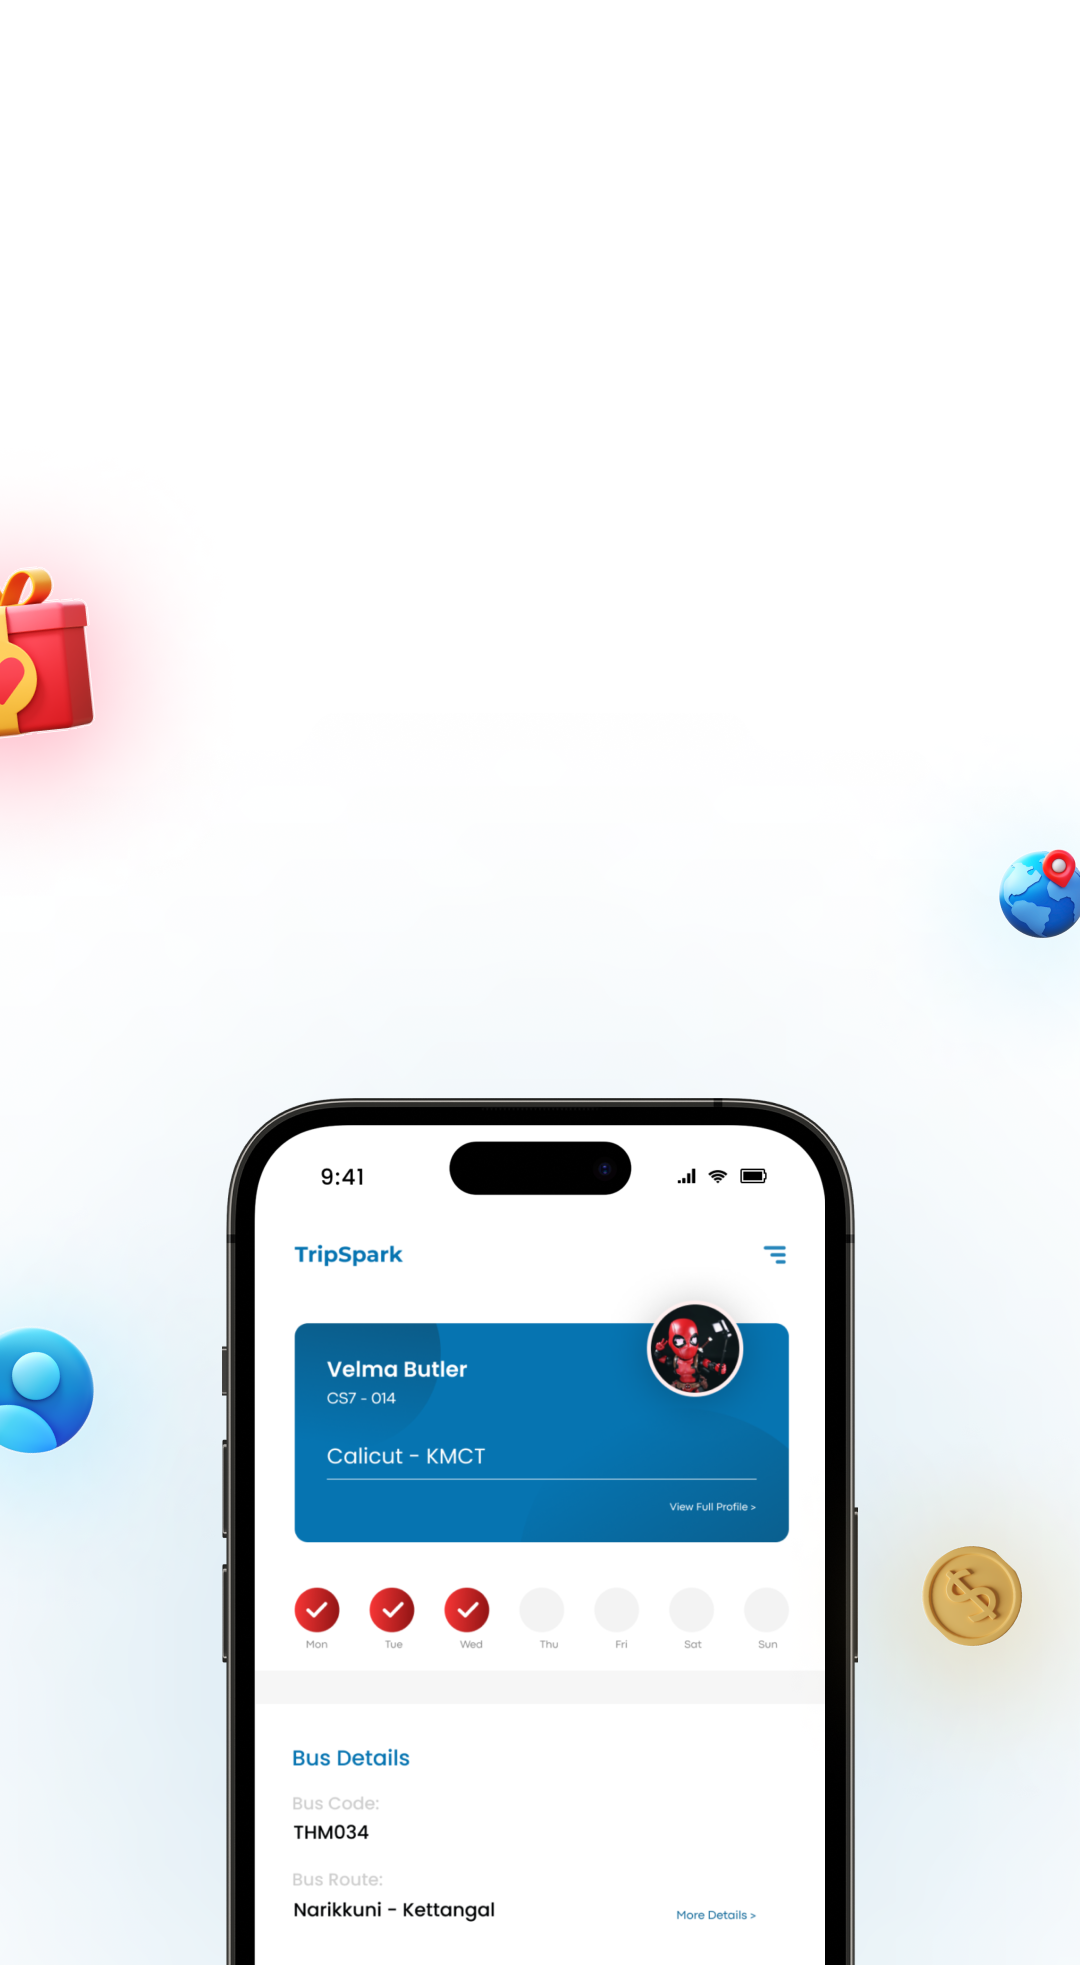 9:41
TripSpark
Velma Butler
CS7 - 014
Calicut - KMCT
View Full Profile >
Mon Tue Wed Thu Fri Sat Sun
Bus Details
Bus Code:
THM034
Bus Route:
Narikkuni - Kettangal
More Details >